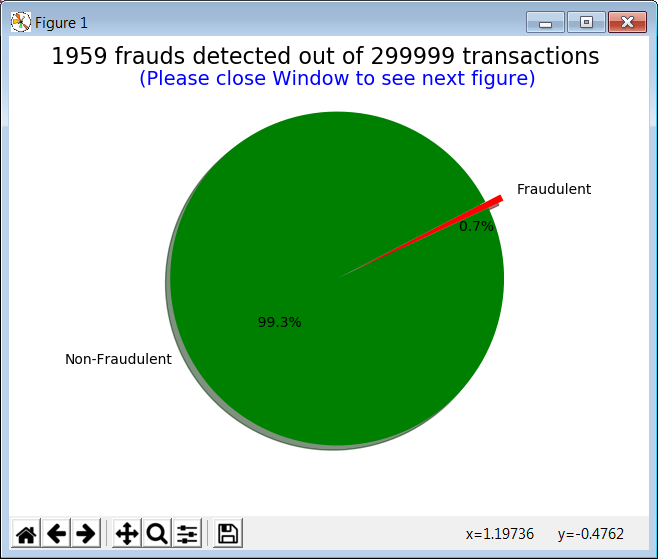 Figure 1
1959 frauds detected out of 299999 transactions
(Please close Window to see next figure)
Fraudulent
0.7%
99.3%
Non-Fraudulent
x=1.19736 y=-0.4762